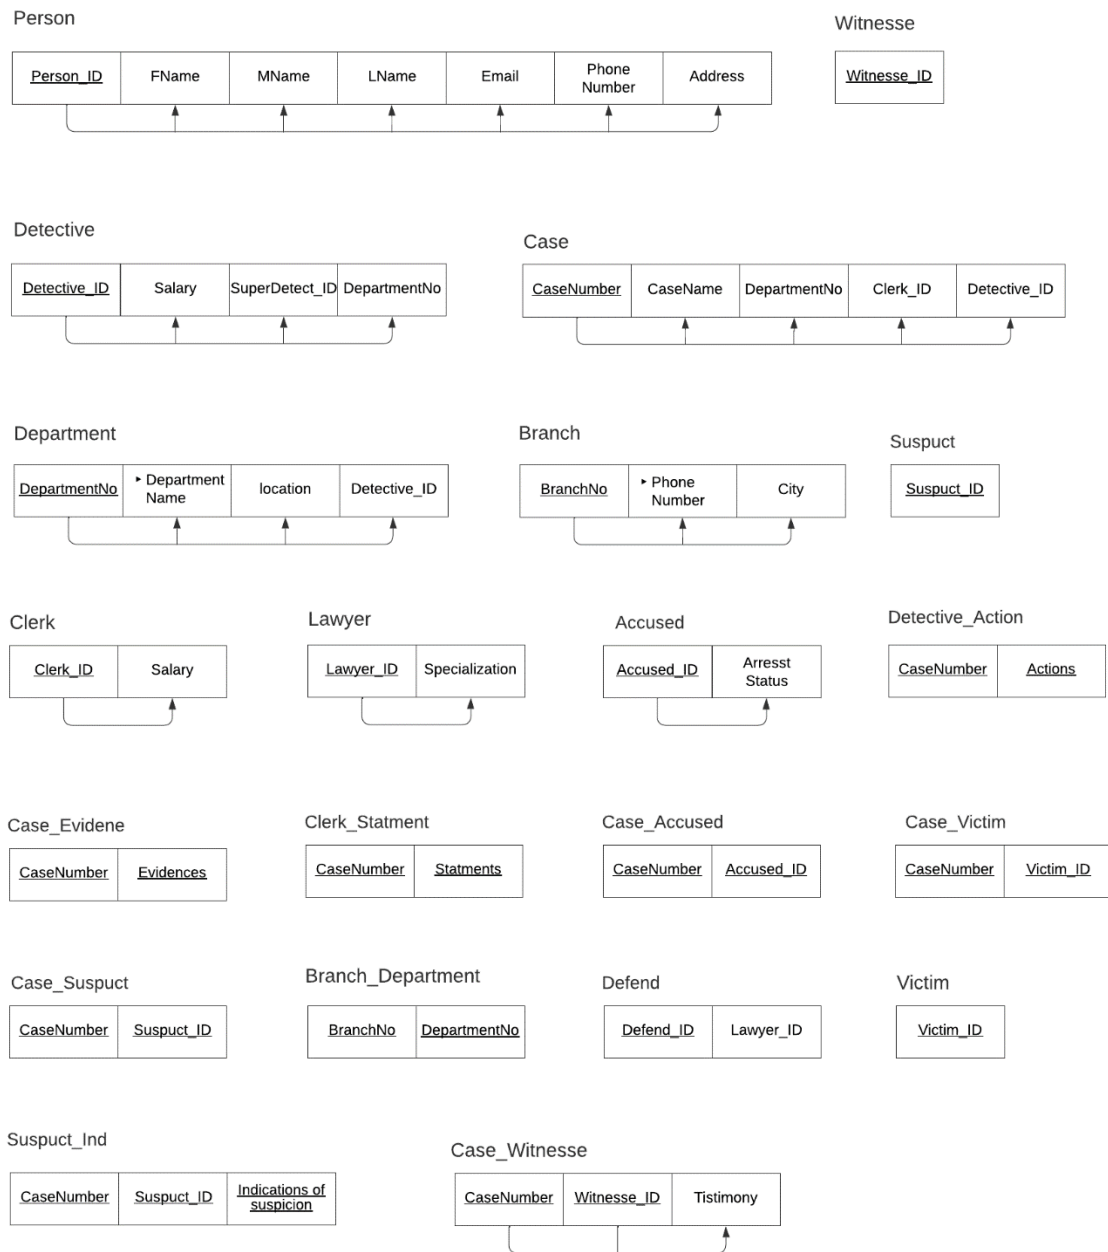 Person
Witnesse
Person_ID FName MName LName Email Phone Number Address
Witnesse_ID
Detective
Case
Detective_ID Salary SuperDetect_ID DepartmentNo
CaseNumber CaseName DepartmentNo Clerk_ID Detective_ID
Department
Branch
Suspuct
DepartmentNo Department Name location Detective_ID
BranchNo Phone Number City
Suspuct_ID
Clerk
Lawyer
Accused
Detective_Action
Clerk_ID Salary
Lawyer_ID Specialization
Accused_ID Arresst Status
CaseNumber Actions
Case_Evidene
Clerk_Statment
Case_Accused
Case_Victim
CaseNumber Evidences
CaseNumber Statments
CaseNumber Accused_ID
CaseNumber Victim_ID
Case_Suspuct
Branch_Department
Defend
Victim
CaseNumber Suspuct_ID
BranchNo DepartmentNo
Defend_ID Lawyer_ID
Victim_ID
Suspuct_Ind
Case_Witnesse
CaseNumber Suspuct_ID Indications of suspicion
CaseNumber Witnesse_ID Tistimony